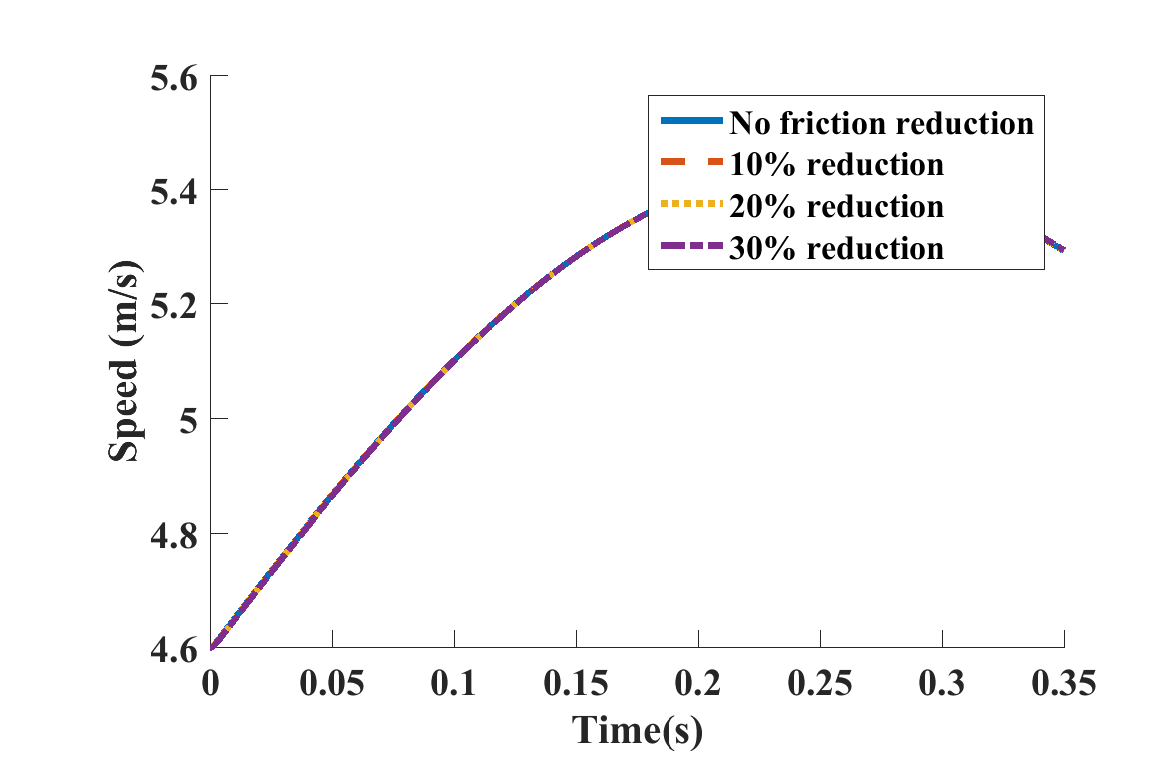 5.6
5.4
5.2
5
4.8
4.6
Speed (m/s)
No friction reduction
10% reduction
20% reduction
30% reduction
0 0.05 0.1 0.15 0.2 0.25 0.3 0.35
Time(s)